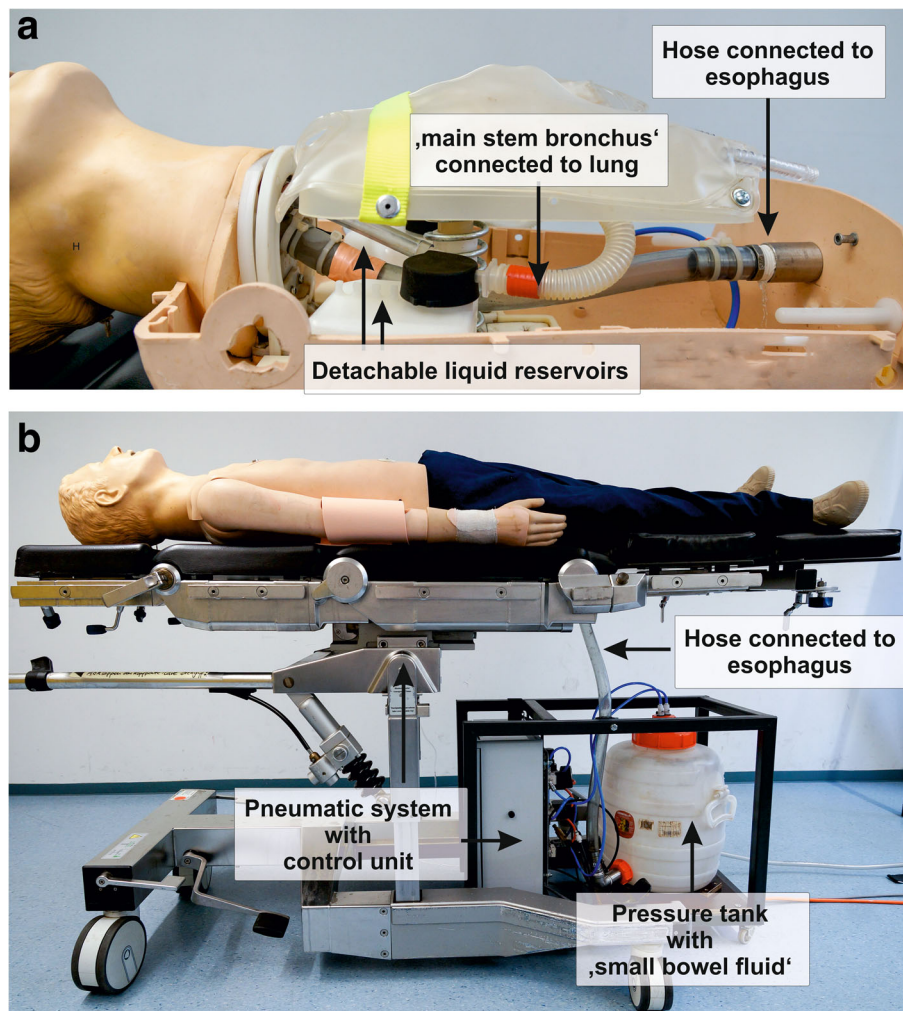 a
Hose connected to
esophagus
‚main stem bronchus‘
connected to lung
H
Detachable liquid reservoirs
b
Hose connected to
esophagus
Pneumatic system
with
control unit
Pressure tank
with
‚small bowel fluid‘